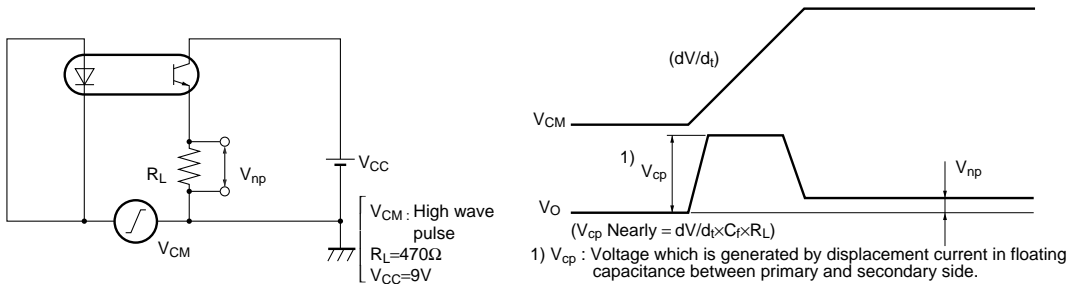 R_L
V_np
V_CC
V_CM
V_CM : High wave
pulse
R_L=470Ω
V_CC=9V
(dV/d_t)
V_CM
1)
V_cp
V_np
V_O
(V_cp Nearly = dV/d_t×C_f×R_L)
1) V_cp : Voltage which is generated by displacement current in floating
capacitance between primary and secondary side.